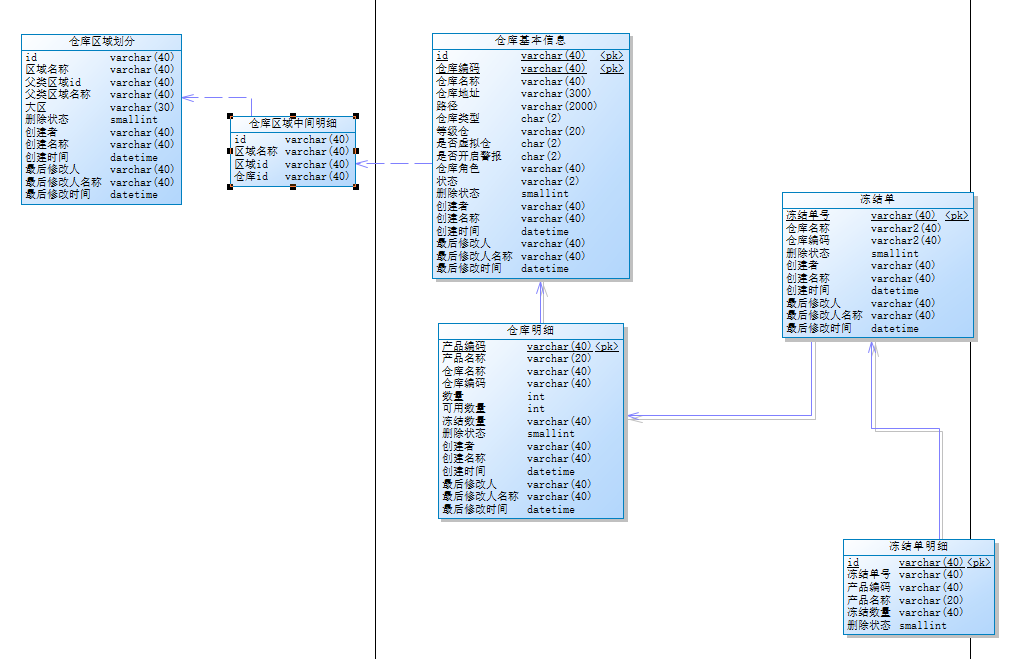 仓库区域划分
id varchar(40)
区域名称 varchar(40)
父类区域id varchar(40)
父类区域名称 varchar(40)
大区 varchar(30)
删除状态 smallint
创建者 varchar(40)
创建名称 varchar(40)
创建时间 datetime
最后修改人 varchar(40)
最后修改人名称 varchar(40)
最后修改时间 datetime
仓库区域中间明细
id varchar(40)
区域名称 varchar(40)
区域id varchar(40)
仓库id varchar(40)
仓库基本信息
id varchar(40) <pk>
仓库编码 varchar(40) <pk>
仓库名称 varchar(40)
仓库地址 varchar(300)
路径 varchar(2000)
仓库类型 char(2)
等级仓 varchar(20)
是否虚拟仓 char(2)
是否开启警报 char(2)
仓库角色 varchar(40)
状态 varchar(2)
删除状态 smallint
创建者 varchar(40)
创建名称 varchar(40)
创建时间 datetime
最后修改人 varchar(40)
最后修改人名称 varchar(40)
最后修改时间 datetime
仓库明细
产品编码 varchar(40) <pk>
产品名称 varchar(20)
仓库名称 varchar(40)
仓库编码 varchar(40)
数量 int
可用数量 int
冻结数量 varchar(40)
删除状态 smallint
创建者 varchar(40)
创建名称 varchar(40)
创建时间 datetime
最后修改人 varchar(40)
最后修改人名称 varchar(40)
最后修改时间 datetime
冻结单
冻结单号 varchar(40) <pk>
仓库名称 varchar2(40)
仓库编码 varchar2(40)
删除状态 smallint
创建者 varchar(40)
创建名称 varchar(40)
创建时间 datetime
最后修改人 varchar(40)
最后修改人名称 varchar(40)
最后修改时间 datetime
冻结单明细
id varchar(40) <pk>
冻结单号 varchar(40)
产品编码 varchar(40)
产品名称 varchar(20)
冻结数量 varchar(40)
删除状态 smallint